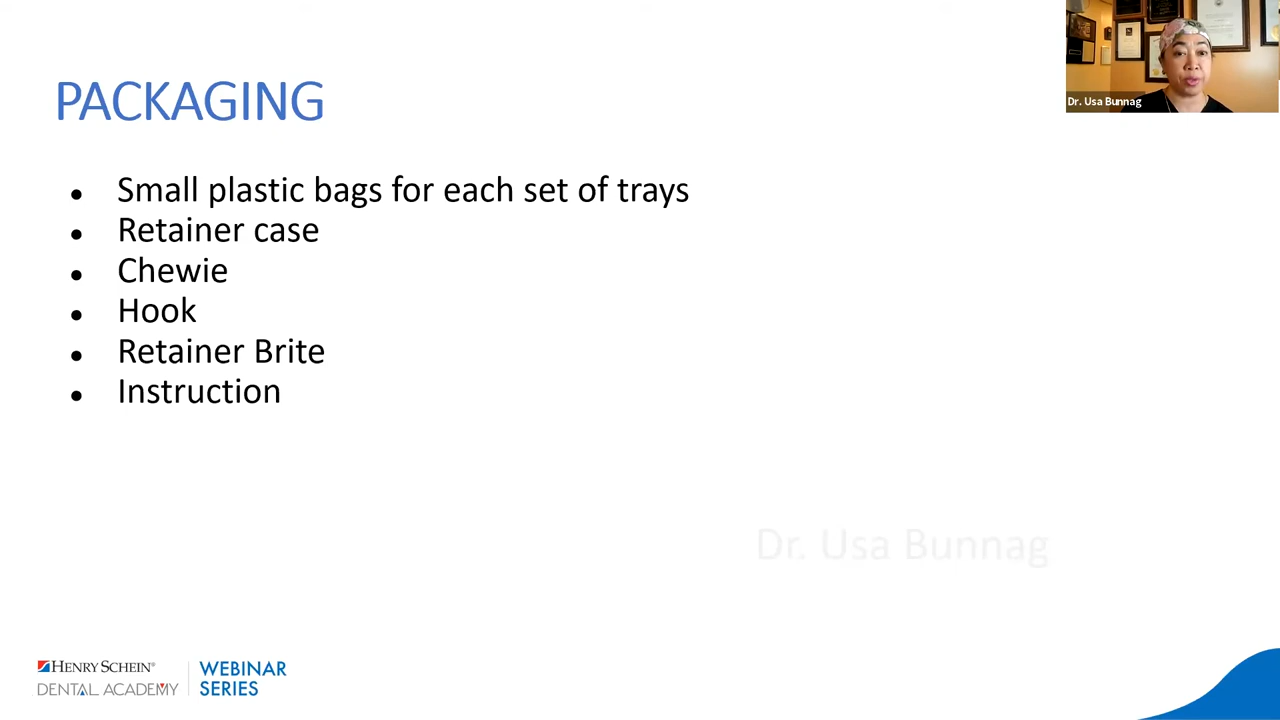 PACKAGING
Dr. Usa Bunnag
● Small plastic bags for each set of trays
● Retainer case
● Chewie
● Hook
● Retainer Brite
● Instruction
Dr. Usa Bunnag
HENRY SCHEIN®
DENTAL ACADEMY
WEBINAR
SERIES